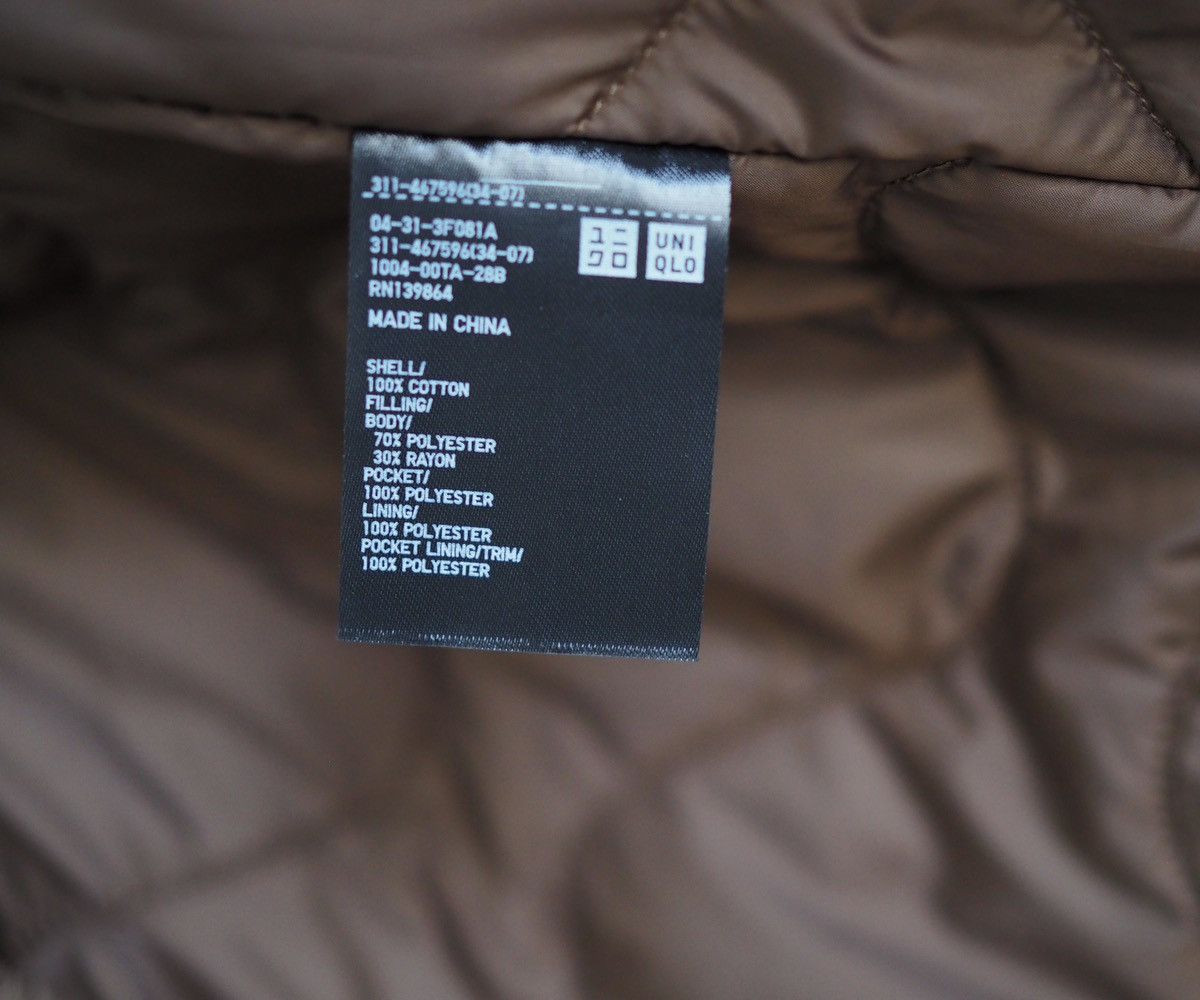 311-467596(34-07)
04-31-3F081A
311-467596(34-07)
1004-00TA-28B
RN139864
MADE IN CHINA
ユニ
クロ
UNI
QLO
SHELL/
100% COTTON
FILLING/
BODY/
70% POLYESTER
30% RAYON
POCKET/
100% POLYESTER
LINING/
100% POLYESTER
POCKET LINING/TRIM/
100% POLYESTER